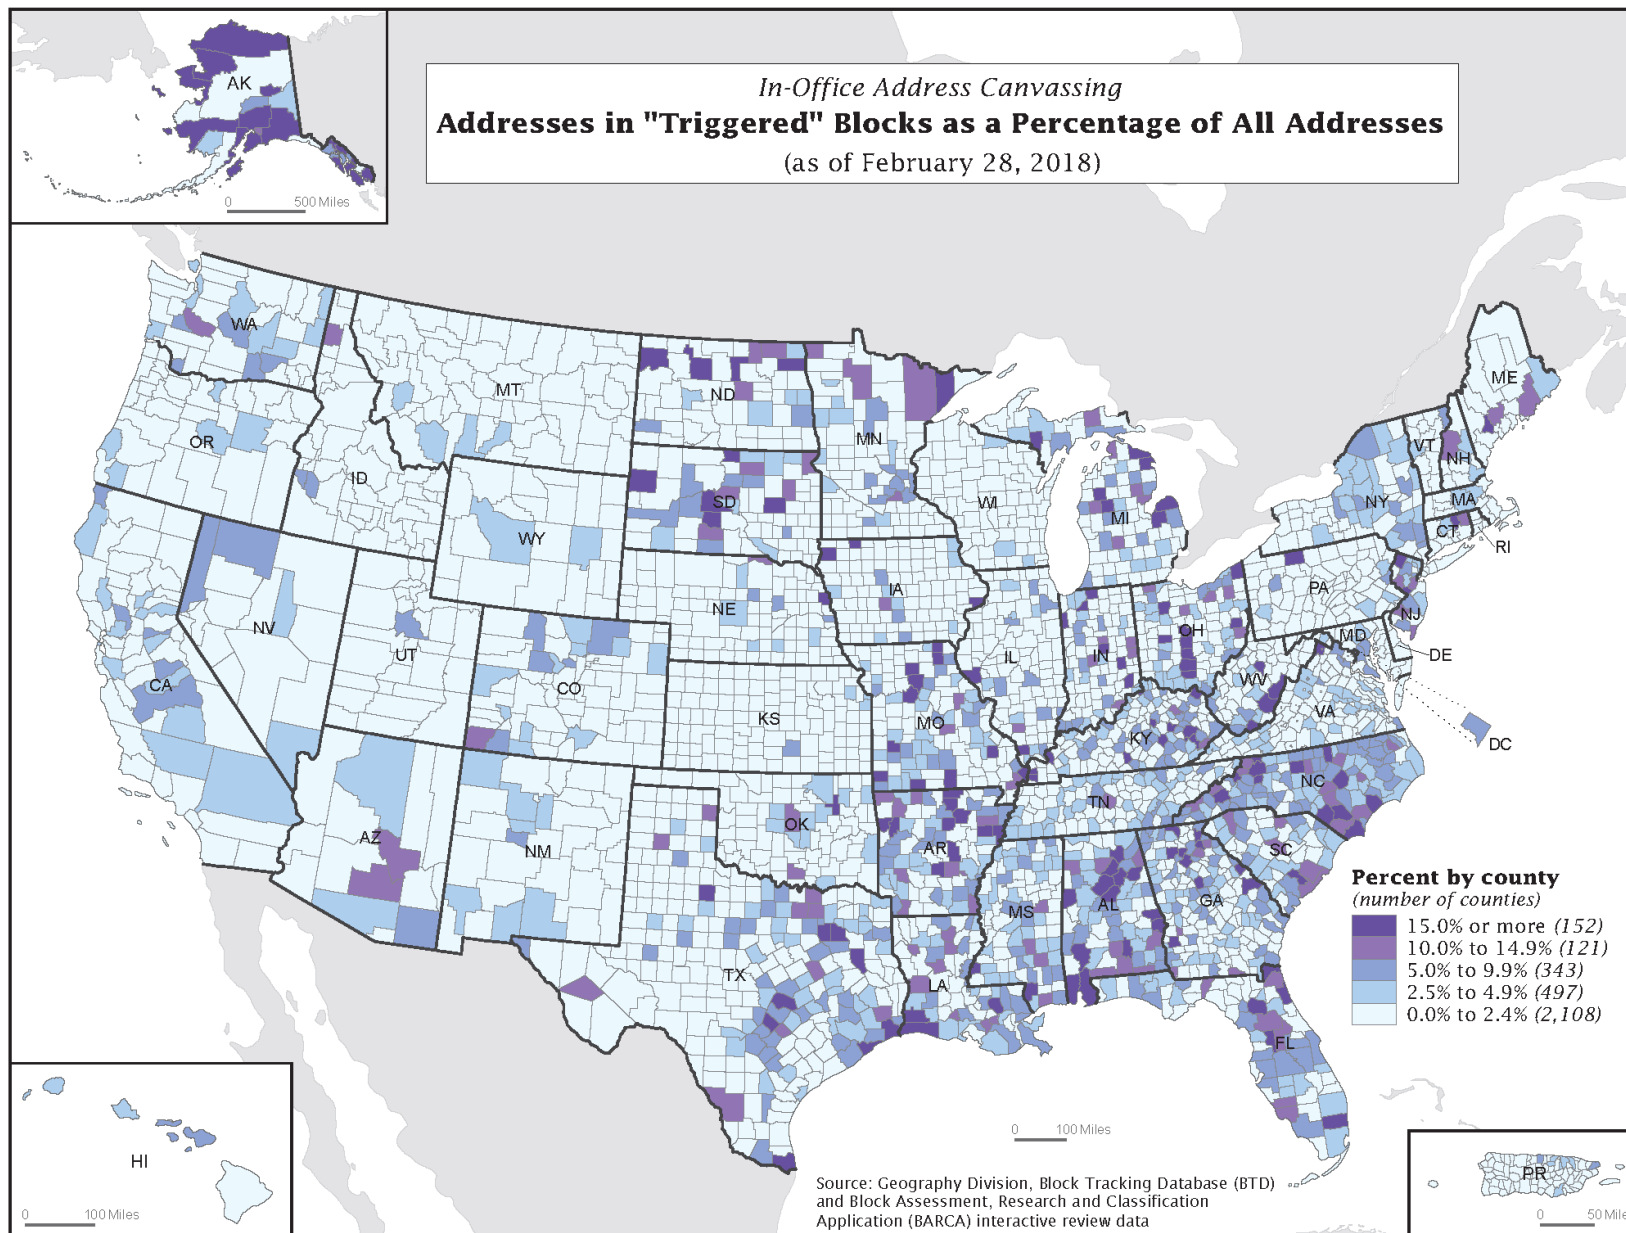 In-Office Address Canvassing
Addresses in "Triggered" Blocks as a Percentage of All Addresses
(as of February 28, 2018)
AK
0 500 Miles
WA
MT
ND
MN
ME
OR
ID
SD
WI
MI
VT
NH
NY
MA
CT
RI
WY
IA
NE
PA
NJ
NV
UT
CO
IL
IN
OH
MD
DE
CA
KS
MO
WV
VA
KY
DC
AZ
NM
OK
AR
TN
NC
SC
MS
AL
GA
TX
LA
FL
Percent by county
(number of counties)
15.0% or more (152)
10.0% to 14.9% (121)
5.0% to 9.9% (343)
2.5% to 4.9% (497)
0.0% to 2.4% (2,108)
HI
0 100 Miles
0 100 Miles
PR
0 50 Mile
Source: Geography Division, Block Tracking Database (BTD)
and Block Assessment, Research and Classification
Application (BARCA) interactive review data